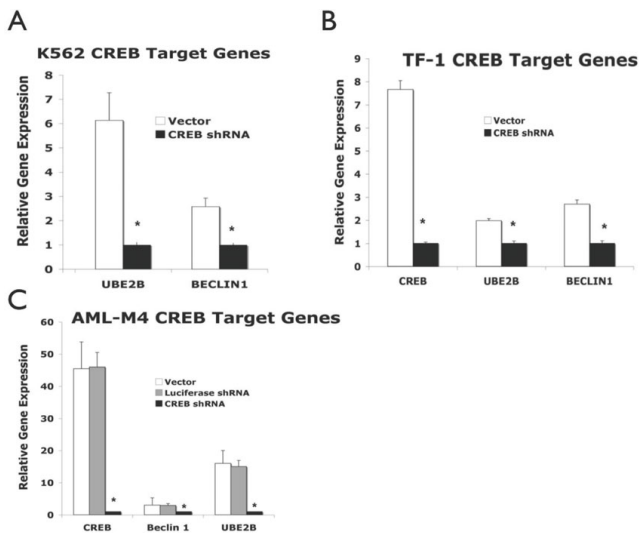 A
K562 CREB Target Genes
Relative Gene Expression
8
7
6
5
4
3
2
1
0
Vector
CREB shRNA
*
*
UBE2B
BECLIN1
B
TF-1 CREB Target Genes
Relative Gene Expression
9
8
7
6
5
4
3
2
1
0
Vector
CREB shRNA
*
*
*
CREB
UBE2B
BECLIN1
C
AML-M4 CREB Target Genes
Relative Gene Expression
60
50
40
30
20
10
0
Vector
Luciferase shRNA
CREB shRNA
*
*
*
CREB
Beclin 1
UBE2B